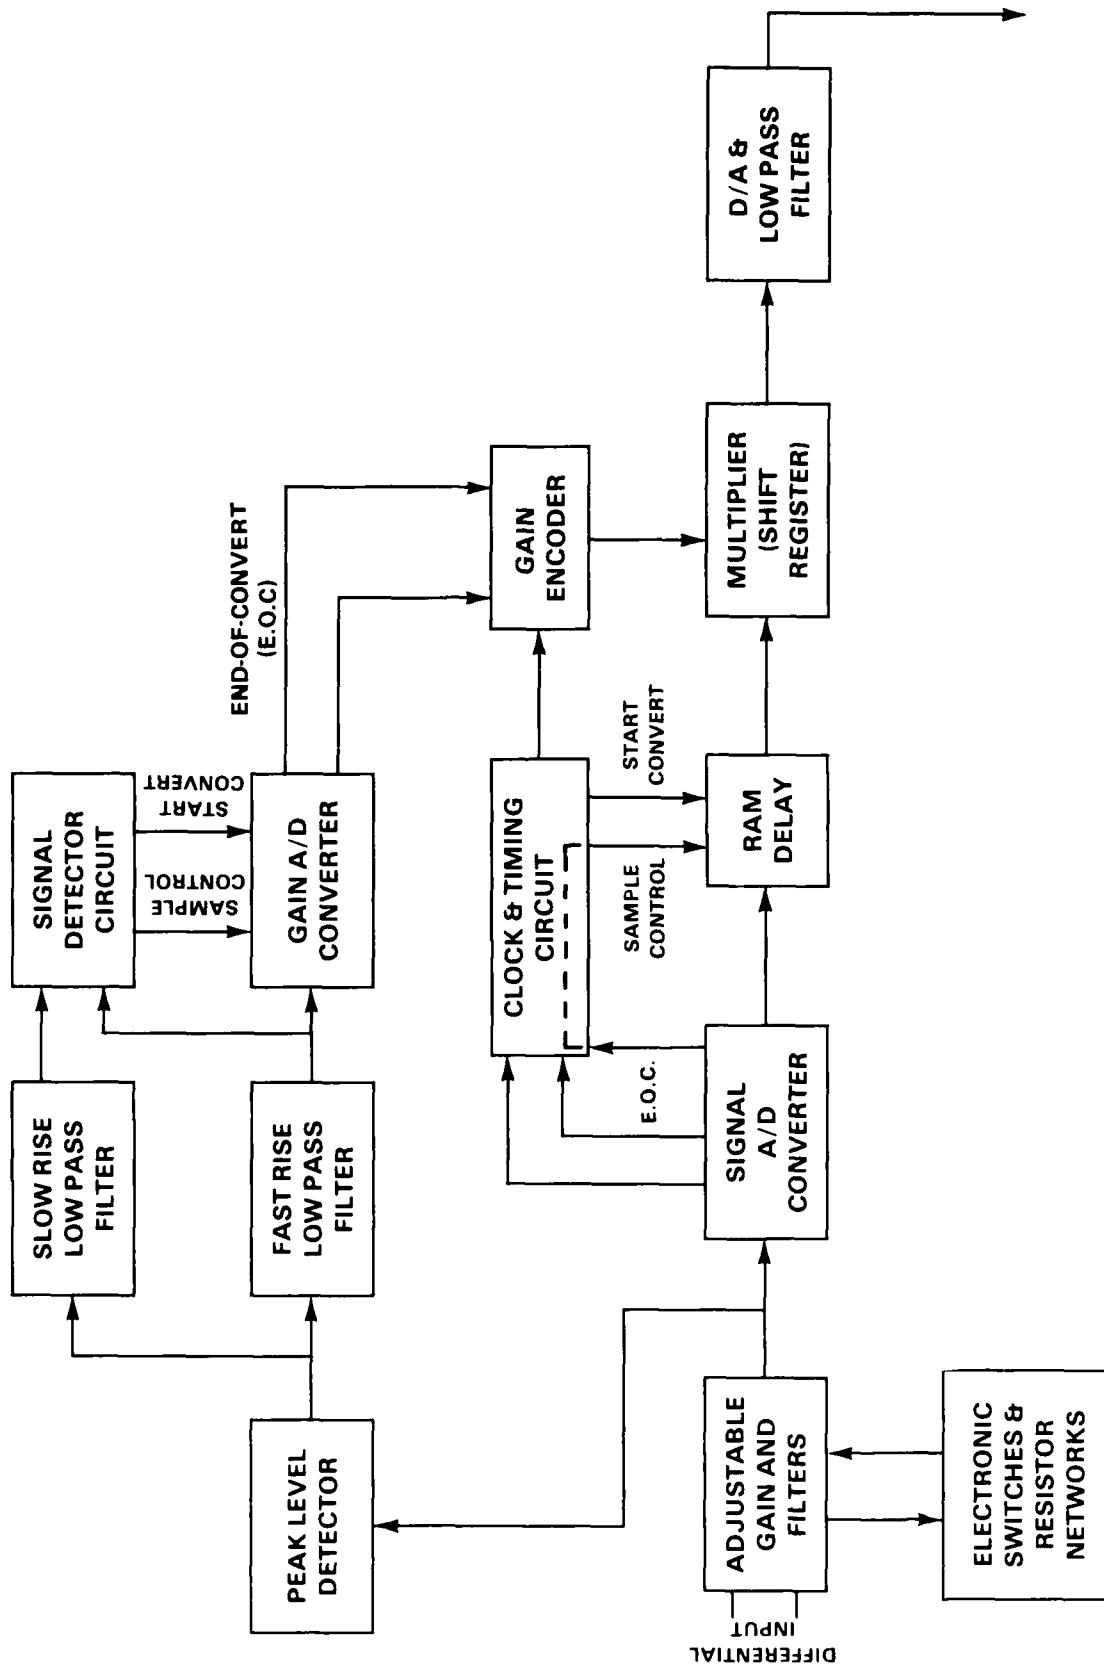 SLOW RISE
LOW PASS
FILTER
SIGNAL
DETECTOR
CIRCUIT
SAMPLE
CONTROL
START
CONVERT
PEAK LEVEL
DETECTOR
FAST RISE
LOW PASS
FILTER
GAIN A/D
CONVERTER
END-OF-CONVERT
(E.O.C)
CLOCK & TIMING
CIRCUIT
GAIN
ENCODER
E.O.C.
SAMPLE
CONTROL
START
CONVERT
DIFFERENTIAL
INPUT
ADJUSTABLE
GAIN AND
FILTERS
SIGNAL
A/D
CONVERTER
RAM
DELAY
MULTIPLIER
(SHIFT
REGISTER)
D/A &
LOW PASS
FILTER
ELECTRONIC
SWITCHES &
RESISTOR
NETWORKS